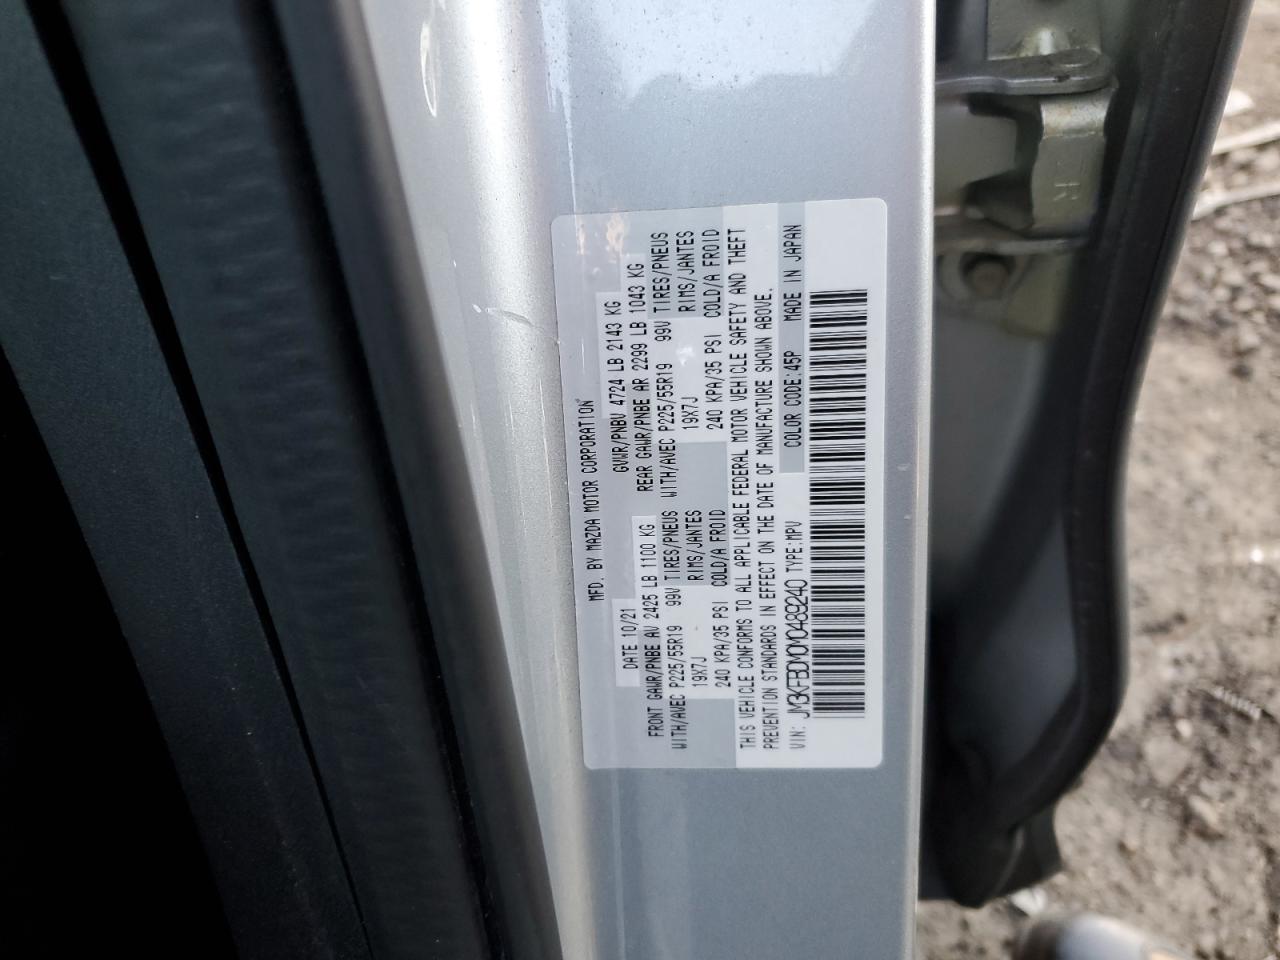 MFD. BY MAZDA MOTOR CORPORATION
DATE 10/21 GVWR/PNBV 4724 LB 2143 KG
FRONT GAWR/PNBE AV 2425 LB 1100 KG REAR GAWR/PNBE AR 2299 LB 1043 KG
WITH/AVEC P225/55R19 99V TIRES/PNEUS WITH/AVEC P225/55R19 99V TIRES/PNEUS
19X7J RIMS/JANTES 19X7J RIMS/JANTES
240 KPA/35 PSI COLD/A FROID 240 KPA/35 PSI COLD/A FROID
THIS VEHICLE CONFORMS TO ALL APPLICABLE FEDERAL MOTOR VEHICLE SAFETY AND THEFT
PREVENTION STANDARDS IN EFFECT ON THE DATE OF MANUFACTURE SHOWN ABOVE.
VIN: JM3KFBDM0M0489240 TYPE:MPV COLOR CODE:45P MADE IN JAPAN
R